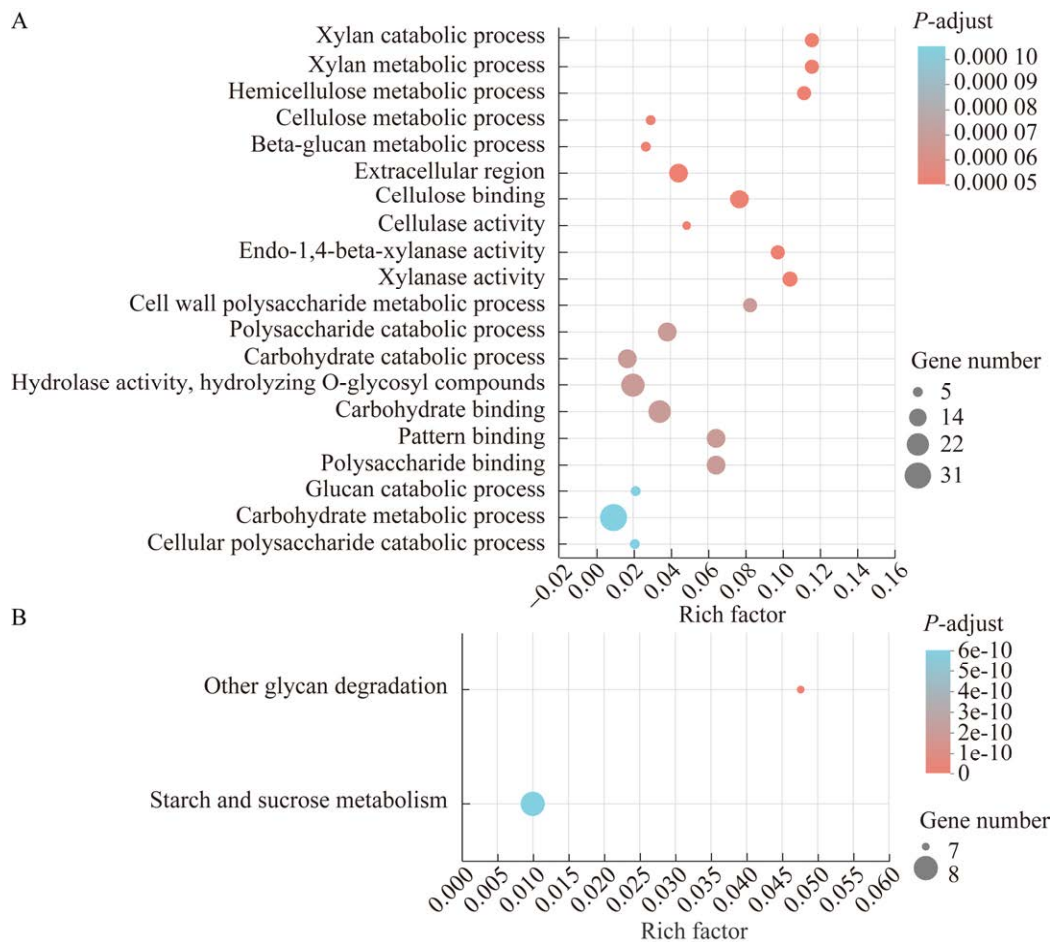 A
Xylan catabolic process
Xylan metabolic process
Hemicellulose metabolic process
Cellulose metabolic process
Beta-glucan metabolic process
Extracellular region
Cellulose binding
Cellulase activity
Endo-1,4-beta-xylanase activity
Xylanase activity
Cell wall polysaccharide metabolic process
Polysaccharide catabolic process
Carbohydrate catabolic process
Hydrolase activity, hydrolyzing O-glycosyl compounds
Carbohydrate binding
Pattern binding
Polysaccharide binding
Glucan catabolic process
Carbohydrate metabolic process
Cellular polysaccharide catabolic process
−0.02 0.00 0.02 0.04 0.06 0.08 0.10 0.12 0.14 0.16
Rich factor
P-adjust
0.000 10
0.000 09
0.000 08
0.000 07
0.000 06
0.000 05
Gene number
5
14
22
31
B
Other glycan degradation
Starch and sucrose metabolism
0.000 0.005 0.010 0.015 0.020 0.025 0.030 0.035 0.040 0.045 0.050 0.055 0.060
Rich factor
P-adjust
6e-10
5e-10
4e-10
3e-10
2e-10
1e-10
0
Gene number
7
8